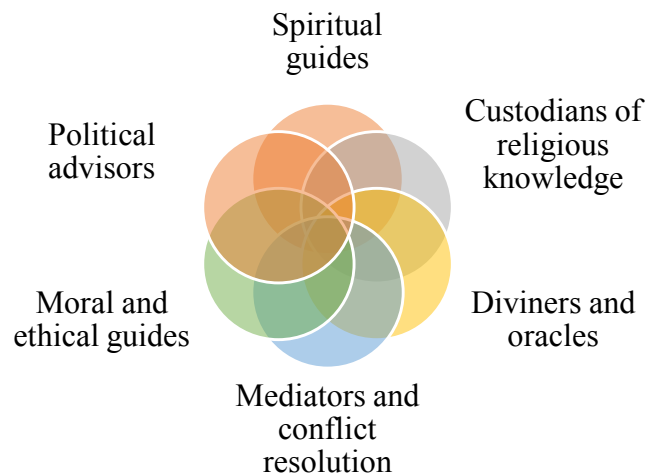 Spiritual
guides
Custodians of
religious
knowledge
Diviners and
oracles
Mediators and
conflict
resolution
Moral and
ethical guides
Political
advisors